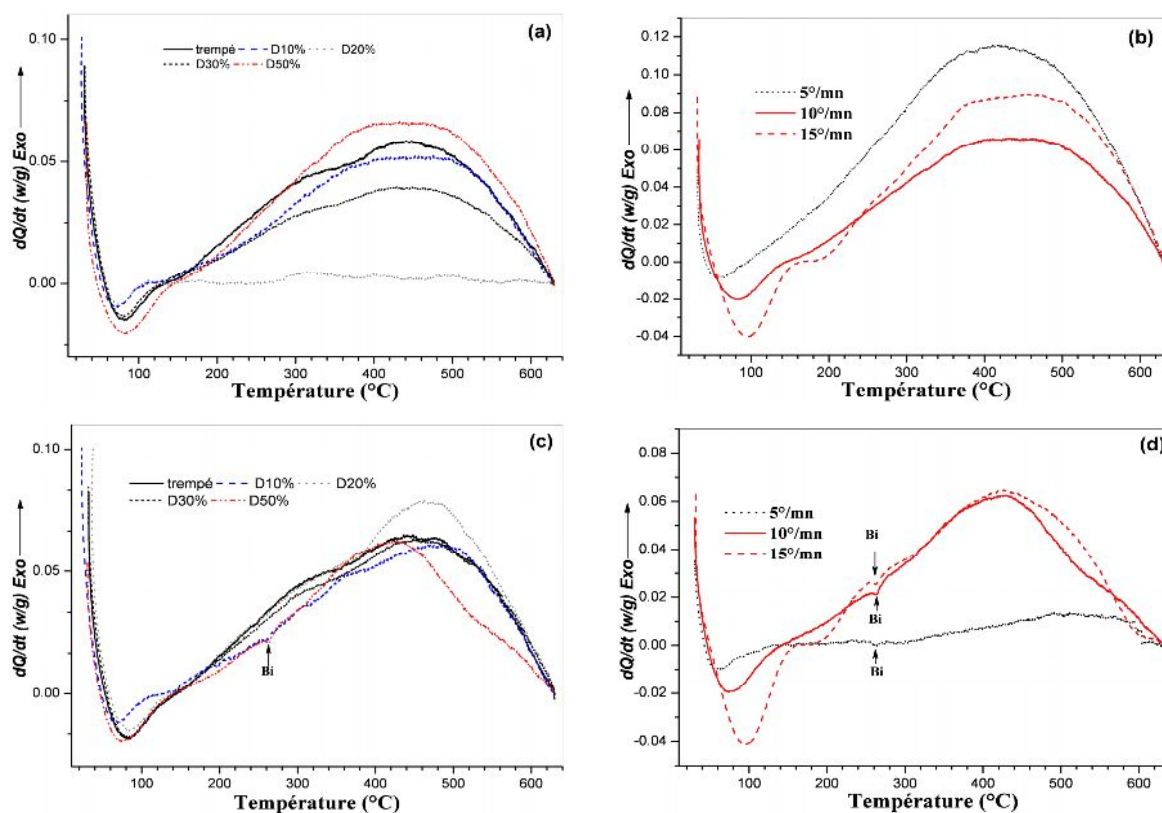 (a)
0.10
0.05
0.00
dQ/dt (w/g) Exo
trempé D10% D20%
D30% D50%
100 200 300 400 500 600
Température (°C)
(b)
0.12
0.10
0.08
0.06
0.04
0.02
0.00
-0.02
-0.04
dQ/dt (w/g) Exo
5°/mn
10°/mn
15°/mn
100 200 300 400 500 600
Température (°C)
(c)
0.10
0.05
0.00
dQ/dt (w/g) Exo
trempé D10% D20%
D30% D50%
Bi
100 200 300 400 500 600
Température (°C)
(d)
0.08
0.06
0.04
0.02
0.00
-0.02
-0.04
dQ/dt (w/g) Exo
5°/mn
10°/mn
15°/mn
Bi
Bi
Bi
100 200 300 400 500 600
Température (°C)